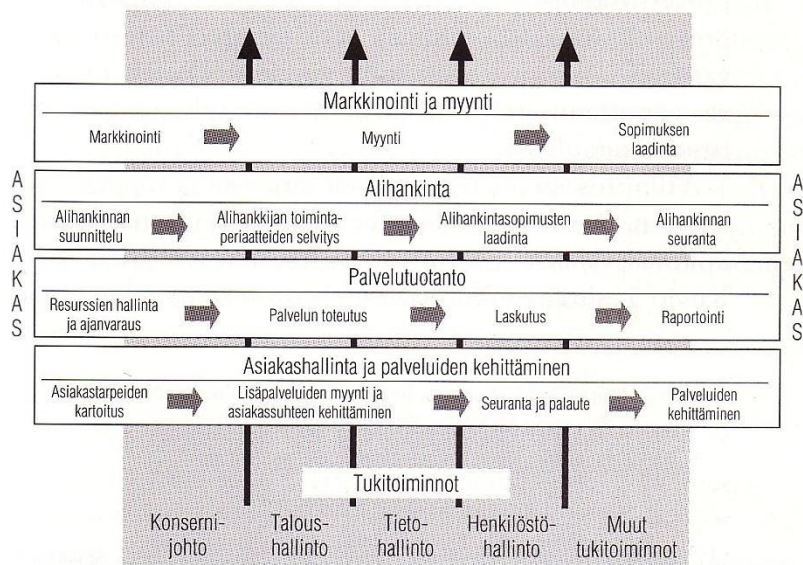 Markkinointi ja myynti
Markkinointi
Myynti
Sopimuksen
laadinta
ASIAKAS
Alihankinta
Alihankinnan
suunnittelu
Alihankkijan toiminta-
periaatteiden selvitys
Alihankintasopimusten
laadinta
Alihankinnan
seuranta
ASIAKAS
Palvelutuotanto
Resurssien hallinta
ja ajanvaraus
Palvelun toteutus
Laskutus
Raportointi
Asiakashallinta ja palveluiden kehittäminen
Asiakastarpeiden
kartoitus
Lisäpalveluiden myynti ja
asiakassuhteen kehittäminen
Seuranta ja palaute
Palveluiden
kehittäminen
Tukitoiminnot
Konserni-
johto
Talous-
hallinto
Tieto-
hallinto
Henkilöstö-
hallinto
Muut
tukitoiminnot